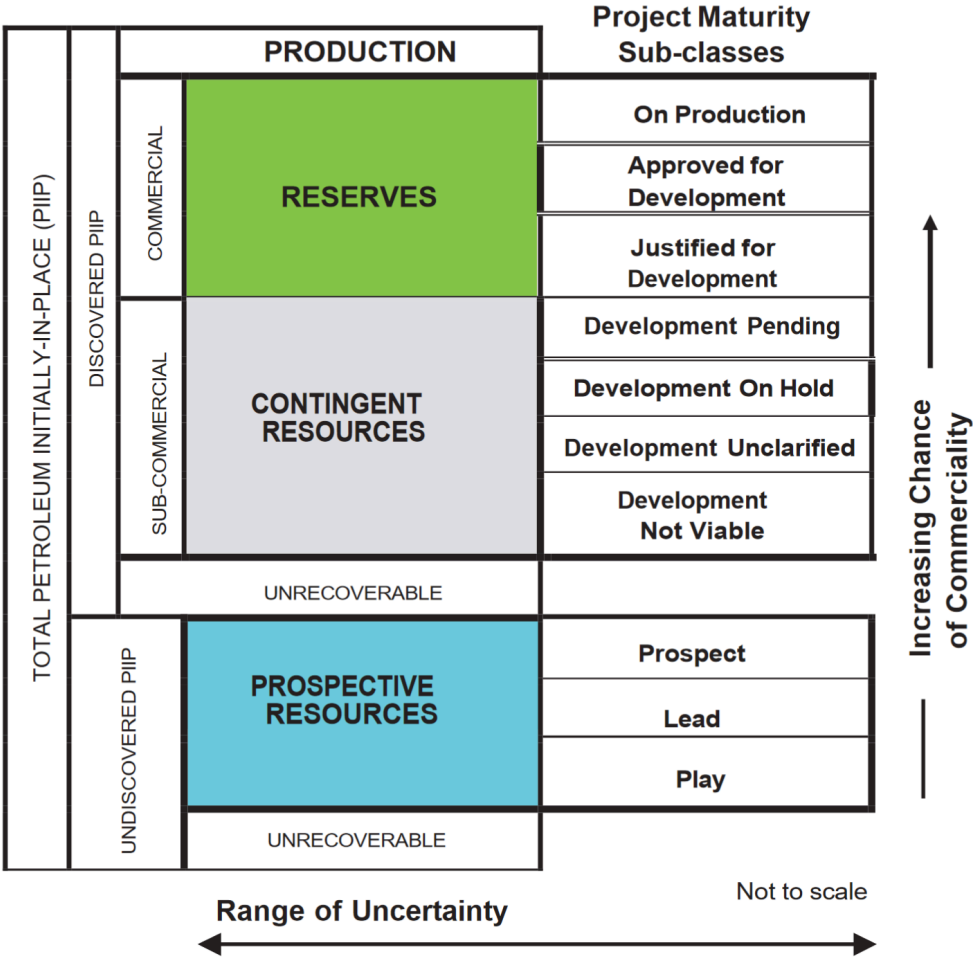 Project Maturity
Sub-classes
PRODUCTION
TOTAL PETROLEUM INITIALLY-IN-PLACE (PIIP)
DISCOVERED PIIP
COMMERCIAL
RESERVES
On Production
Approved for
Development
Justified for
Development
SUB-COMMERCIAL
CONTINGENT
RESOURCES
Development Pending
Development On Hold
Development Unclarified
Development
Not Viable
UNRECOVERABLE
UNDISCOVERED PIIP
PROSPECTIVE
RESOURCES
Prospect
Lead
Play
UNRECOVERABLE
Increasing Chance
of Commerciality
Not to scale
Range of Uncertainty